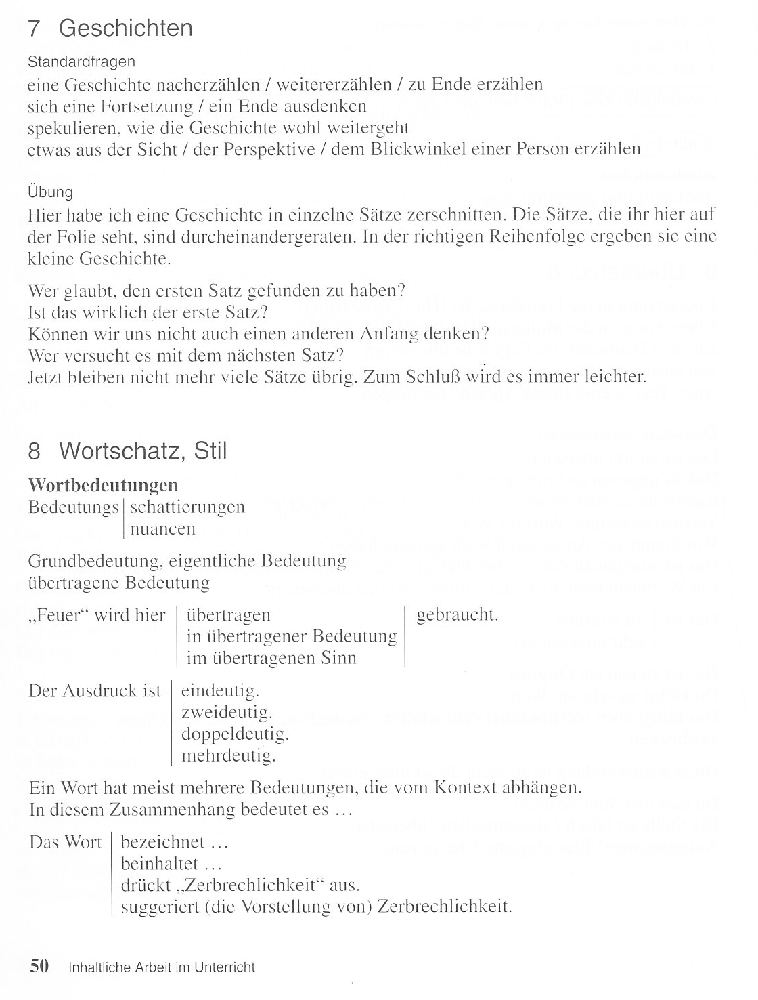 7 Geschichten
Standardfragen
eine Geschichte nacherzählen / weitererzählen / zu Ende erzählen
sich eine Fortsetzung / ein Ende ausdenken
spekulieren, wie die Geschichte wohl weitergeht
etwas aus der Sicht / der Perspektive / dem Blickwinkel einer Person erzählen
Übung
Hier habe ich eine Geschichte in einzelne Sätze zerschnitten. Die Sätze, die ihr hier auf
der Folie seht, sind durcheinandergeraten. In der richtigen Reihenfolge ergeben sie eine
kleine Geschichte.
Wer glaubt, den ersten Satz gefunden zu haben?
Ist das wirklich der erste Satz?
Können wir uns nicht auch einen anderen Anfang denken?
Wer versucht es mit dem nächsten Satz?
Jetzt bleiben nicht mehr viele Sätze übrig. Zum Schluß wird es immer leichter.
8 Wortschatz, Stil
Wortbedeutungen
Bedeutungs schattierungen
nuancen
Grundbedeutung, eigentliche Bedeutung
übertragene Bedeutung
„Feuer“ wird hier übertragen gebraucht.
in übertragener Bedeutung
im übertragenen Sinn
Der Ausdruck ist eindeutig.
zweideutig.
doppeldeutig.
mehrdeutig.
Ein Wort hat meist mehrere Bedeutungen, die vom Kontext abhängen.
In diesem Zusammenhang bedeutet es …
Das Wort bezeichnet …
beinhaltet …
drückt „Zerbrechlichkeit“ aus.
suggeriert (die Vorstellung von) Zerbrechlichkeit.
50 Inhaltliche Arbeit im Unterricht